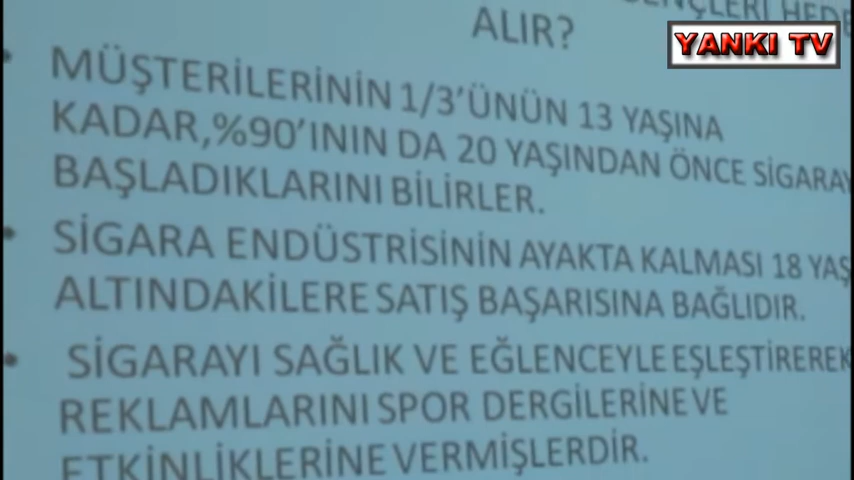 GENÇLERİ HEDE
ALIR?
YANKI TV
MÜŞTERİLERİNİN 1/3'ÜNÜN 13 YAŞINA
KADAR,%90'ININ DA 20 YAŞINDAN ÖNCE SİGARAY
BAŞLADIKLARINI BİLİRLER.
SİGARA ENDÜSTRİSİNİN AYAKTA KALMASI 18 YAŞ
ALTINDAKİLERE SATIŞ BAŞARISINA BAĞLIDIR.
SİGARAYI SAĞLIK VE EĞLENCEYLE EŞLEŞTİREREK
REKLAMLARINI SPOR DERGİLERİNE VE
ETKİNLİKLERİNE VERMİŞLERDİR.